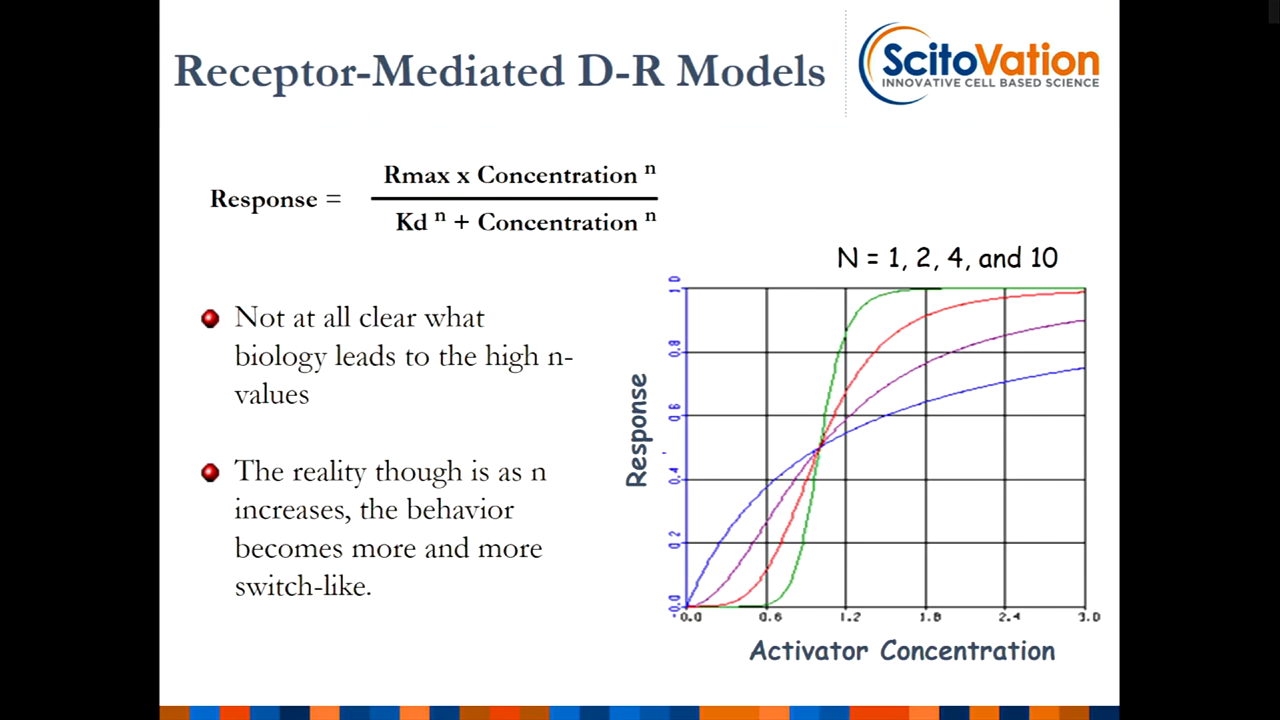 Receptor-Mediated D-R Models
ScitoVation
INNOVATIVE CELL BASED SCIENCE
Rmax x Concentration n
Response =
Kd n + Concentration n
N = 1, 2, 4, and 10
Not at all clear what
biology leads to the high n-
values
The reality though is as n
increases, the behavior
becomes more and more
switch-like.
Response
1.0
0.8
0.6
0.4
0.2
0.0
0.0 0.6 1.2 1.8 2.4 3.0
Activator Concentration